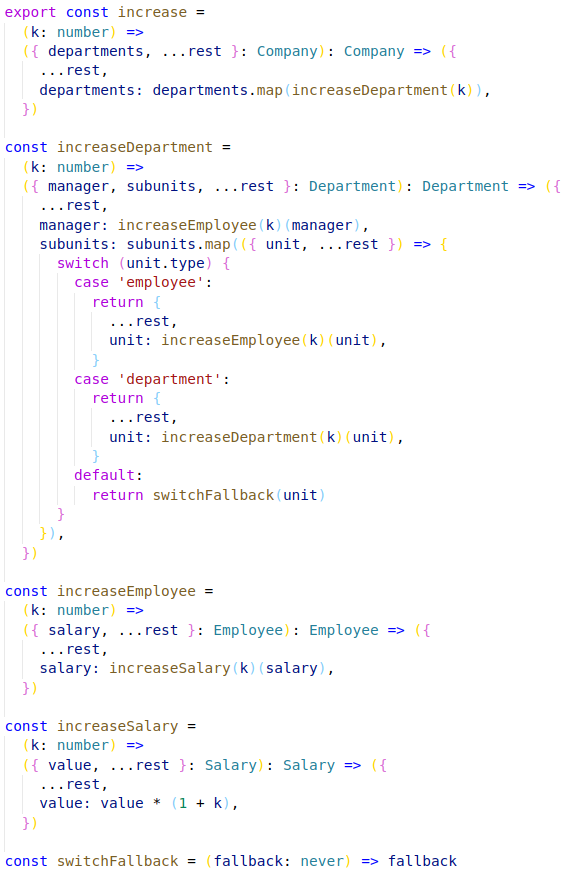 export const increase =
  (k: number) =>
  ({ departments, ...rest }: Company): Company => ({
    ...rest,
    departments: departments.map(increaseDepartment(k)),
  })

const increaseDepartment =
  (k: number) =>
  ({ manager, subunits, ...rest }: Department): Department => ({
    ...rest,
    manager: increaseEmployee(k)(manager),
    subunits: subunits.map(({ unit, ...rest }) => {
      switch (unit.type) {
        case 'employee':
          return {
            ...rest,
            unit: increaseEmployee(k)(unit),
          }
        case 'department':
          return {
            ...rest,
            unit: increaseDepartment(k)(unit),
          }
        default:
          return switchFallback(unit)
      }
    }),
  })

const increaseEmployee =
  (k: number) =>
  ({ salary, ...rest }: Employee): Employee => ({
    ...rest,
    salary: increaseSalary(k)(salary),
  })

const increaseSalary =
  (k: number) =>
  ({ value, ...rest }: Salary): Salary => ({
    ...rest,
    value: value * (1 + k),
  })

const switchFallback = (fallback: never) => fallback